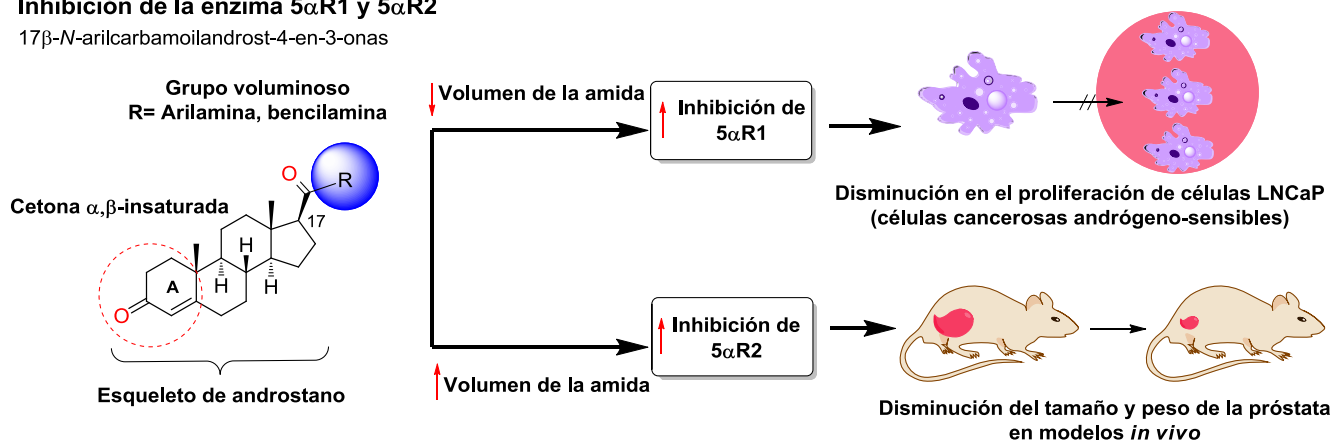 Inhibición de la enzima 5αR1 y 5αR2
17β-N-arilcarbamoilandrost-4-en-3-onas
Grupo voluminoso
R= Arilamina, bencilamina
Cetona α,β-insaturada
O
R
17
H
H
H
A
O
Esqueleto de androstano
Volumen de la amida
Inhibición de
5αR1
Disminución en el proliferación de células LNCaP
(células cancerosas andrógeno-sensibles)
Volumen de la amida
Inhibición de
5αR2
Disminución del tamaño y peso de la próstata
en modelos in vivo